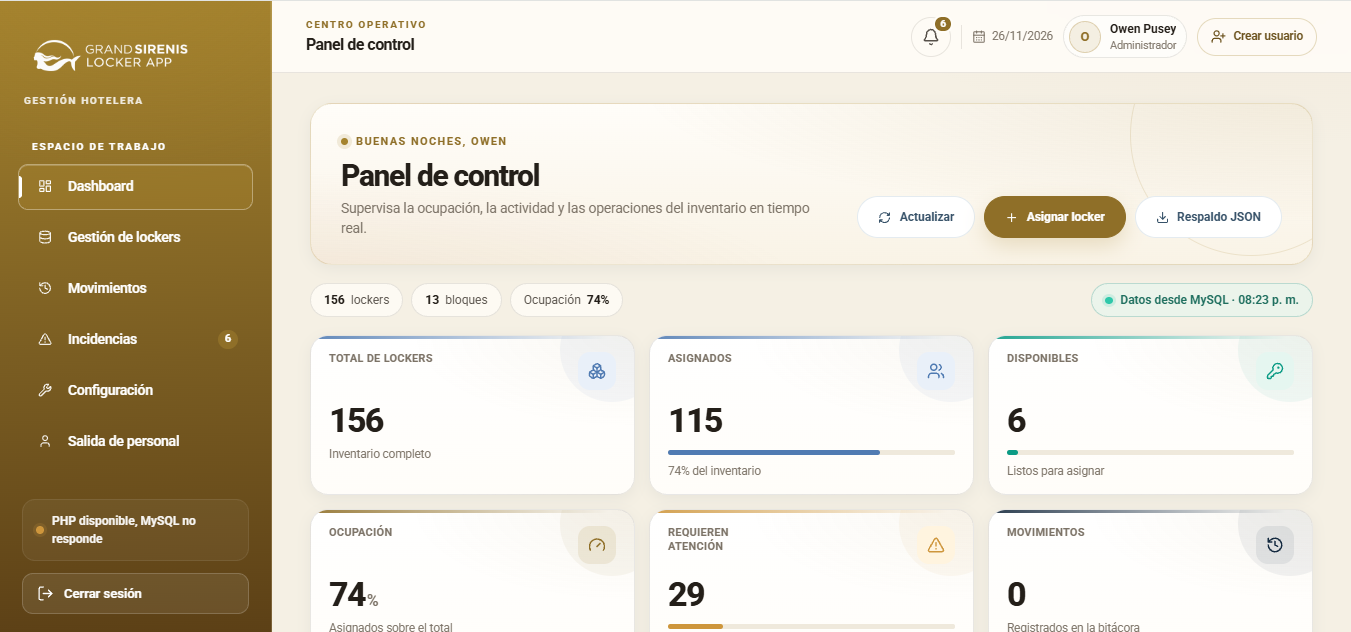 GRAND SIRENIS
LOCKER APP
GESTIÓN HOTELERA
ESPACIO DE TRABAJO
Dashboard
Gestión de lockers
Movimientos
Incidencias 6
Configuración
Salida de personal
PHP disponible, MySQL no
responde
Cerrar sesión
CENTRO OPERATIVO
Panel de control
6
26/11/2026
O
Owen Pusey
Administrador
Crear usuario
BUENAS NOCHES, OWEN
Panel de control
Supervisa la ocupación, la actividad y las operaciones del inventario en tiempo
real.
Actualizar
Asignar locker
Respaldo JSON
156 lockers
13 bloques
Ocupación 74%
Datos desde MySQL · 08:23 p. m.
TOTAL DE LOCKERS
156
Inventario completo
ASIGNADOS
115
74% del inventario
DISPONIBLES
6
Listos para asignar
OCUPACIÓN
74%
Asignados sobre el total
REQUIEREN
ATENCIÓN
29
MOVIMIENTOS
0
Registrados en la bitácora